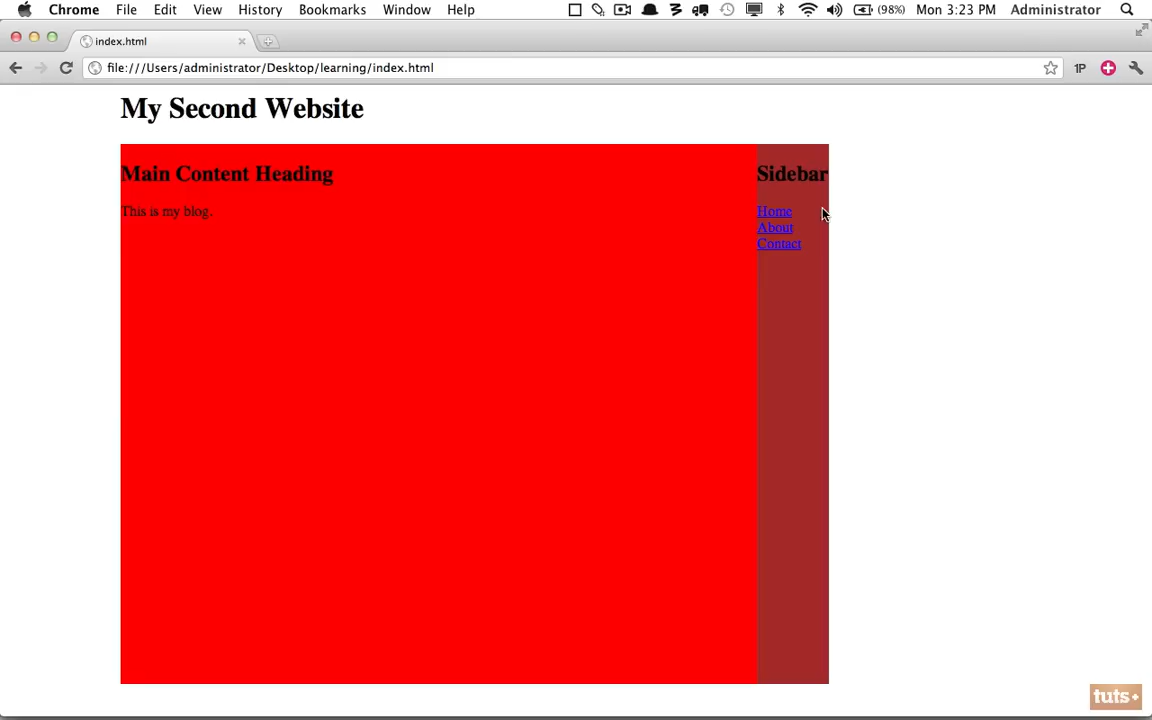 Chrome File Edit View History Bookmarks Window Help (98%) Mon 3:23 PM Administrator
index.html
file:///Users/administrator/Desktop/learning/index.html 1P
My Second Website
Main Content Heading
Sidebar
This is my blog.
Home
About
Contact
tuts+